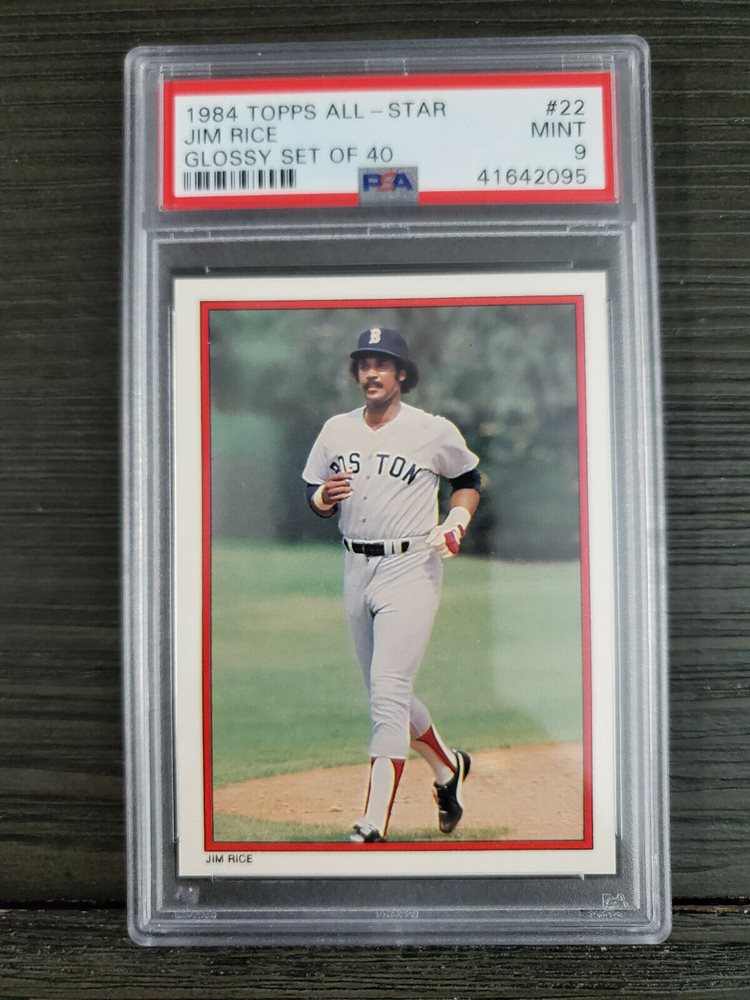 1984 TOPPS ALL-STAR #22
JIM RICE MINT
GLOSSY SET OF 40 9
PSA 41642095
B
BOSTON
JIM RICE